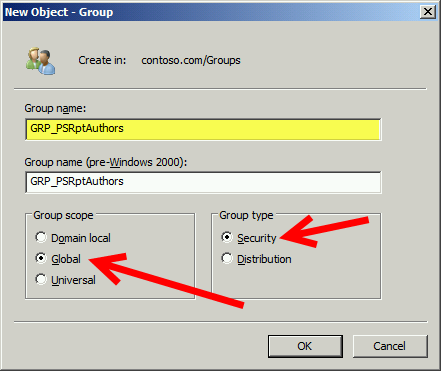 New Object - Group
Create in: contoso.com/Groups
Group name:
GRP_PSRptAuthors
Group name (pre-Windows 2000):
GRP_PSRptAuthors
Group scope
Domain local
Global
Universal
Group type
Security
Distribution
OK Cancel